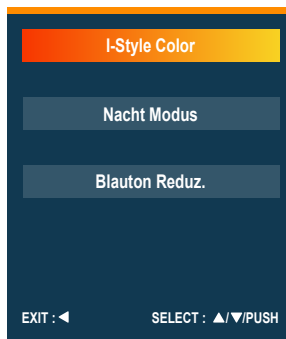 I-Style Color
Nacht Modus
Blauton Reduz.
EXIT : ◀ SELECT : ▲/▼/PUSH